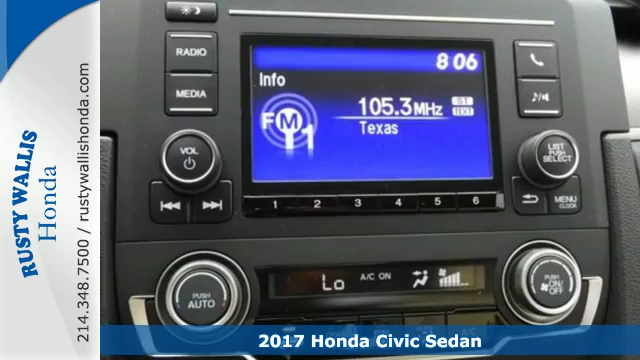 RUSTY WALLIS
Honda
214.348.7500 / rustywallishonda.com
RADIO
MEDIA
VOL
8:06
Info
FM1
105.3MHz
ST
TEXT
Texas
1 2 3 4 5 6
LIST
PUSH
SELECT
MENU
CLOCK
PUSH
AUTO
Lo
A/C ON
PUSH
ON/
OFF
A/C
2017 Honda Civic Sedan